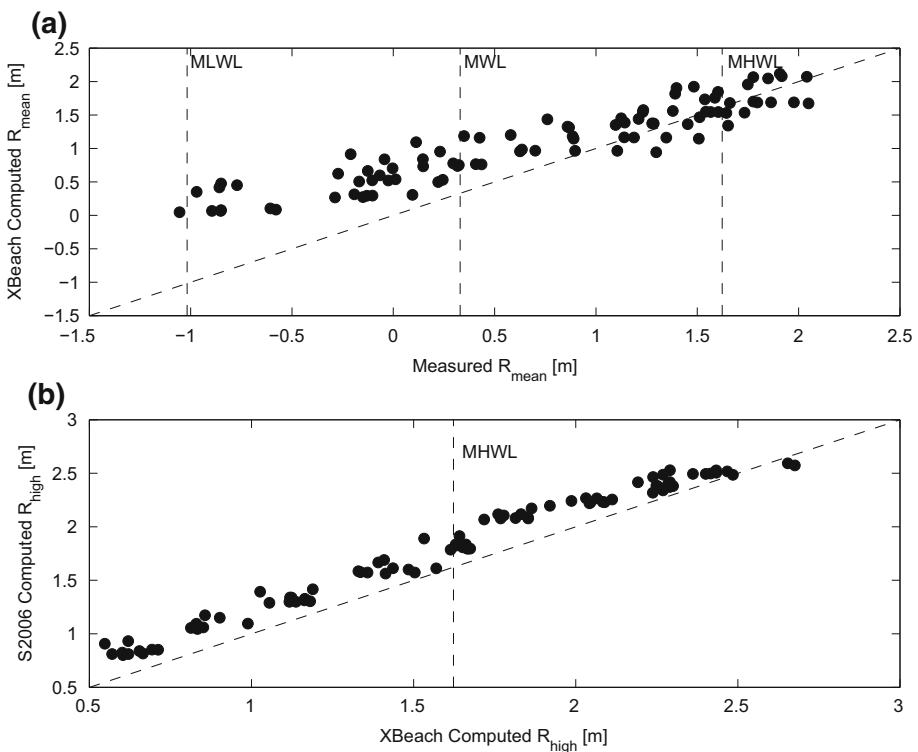 (a)
2.5
2
1.5
1
0.5
0
−0.5
−1
−1.5
XBeach Computed R_mean [m]
MLWL
MWL
MHWL
−1.5 −1 −0.5 0 0.5 1 1.5 2 2.5
Measured R_mean [m]
(b)
3
2.5
2
1.5
1
0.5
S2006 Computed R_high [m]
MHWL
0.5 1 1.5 2 2.5 3
XBeach Computed R_high [m]